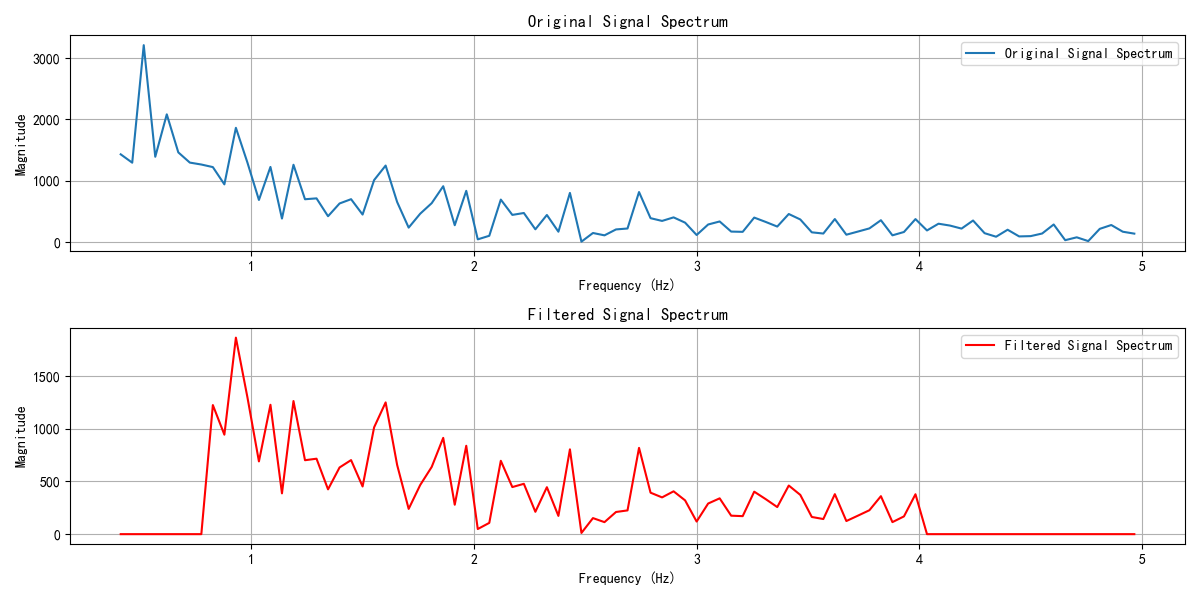 Original Signal Spectrum
Original Signal Spectrum
Magnitude
3000
2000
1000
0
1 2 3 4 5
Frequency (Hz)
Filtered Signal Spectrum
Filtered Signal Spectrum
Magnitude
1500
1000
500
0
1 2 3 4 5
Frequency (Hz)